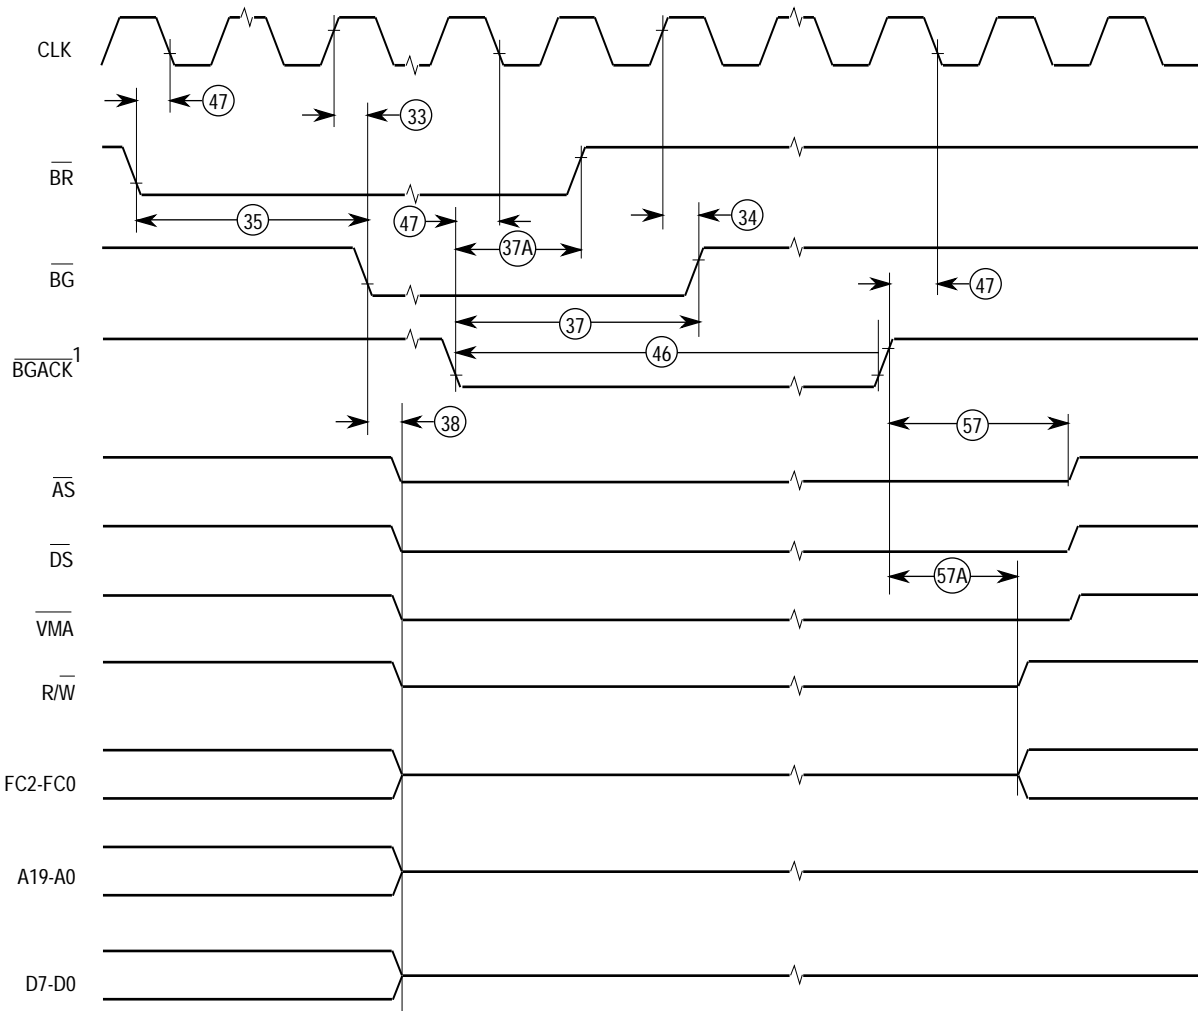 CLK
47
33
BR
35
47
37A
34
BG
47
37
BGACK1
46
38
57
AS
DS
57A
VMA
R/W
FC2-FC0
A19-A0
D7-D0